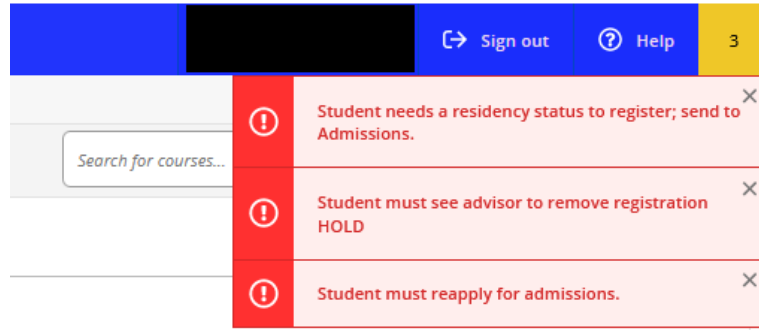 Sign out
Help
3
Student needs a residency status to register; send to
Admissions.
Search for courses...
Student must see advisor to remove registration
HOLD
Student must reapply for admissions.